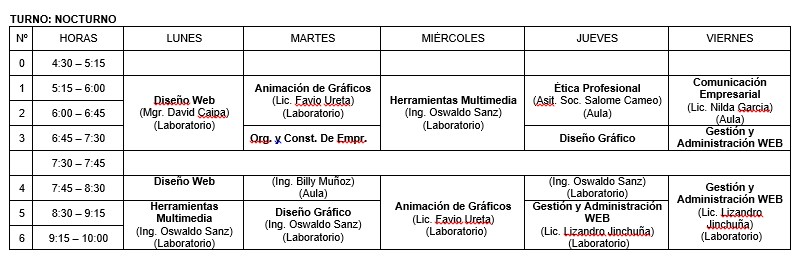 TURNO: NOCTURNO
Nº HORAS LUNES MARTES MIÉRCOLES JUEVES VIERNES
0 4:30 – 5:15
1 5:15 – 6:00
2 6:00 – 6:45
3 6:45 – 7:30
Diseño Web
(Mgr. David Caipa)
(Laboratorio)
Animación de Gráficos
(Lic. Favio Ureta)
(Laboratorio)
Org. y Const. De Empr.
Herramientas Multimedia
(Ing. Oswaldo Sanz)
(Laboratorio)
Ética Profesional
(Asit. Soc. Salome Cameo)
(Aula)
Diseño Gráfico
Comunicación
Empresarial
(Lic. Nilda Garcia)
(Aula)
Gestión y
Administración WEB
7:30 – 7:45
4 7:45 – 8:30
5 8:30 – 9:15
6 9:15 – 10:00
Diseño Web
Herramientas
Multimedia
(Ing. Oswaldo Sanz)
(Laboratorio)
(Ing. Billy Muñoz)
(Aula)
Diseño Gráfico
(Ing. Oswaldo Sanz)
(Laboratorio)
Animación de Gráficos
(Lic. Favio Ureta)
(Laboratorio)
(Ing. Oswaldo Sanz)
(Laboratorio)
Gestión y Administración
WEB
(Lic. Lizandro Jinchuña)
(Laboratorio)
Gestión y
Administración WEB
(Lic. Lizandro
Jinchuña)
(Laboratorio)